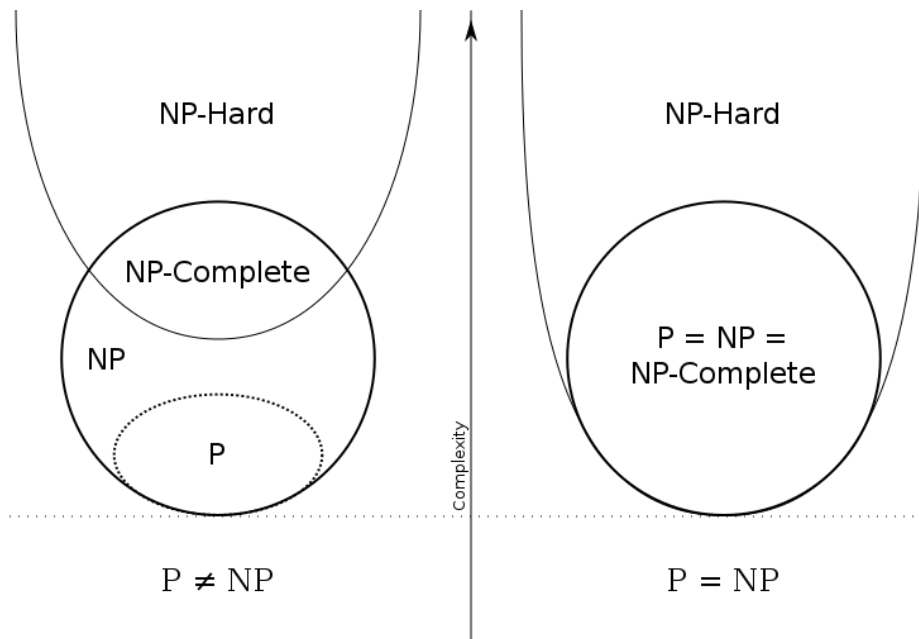 NP-Hard
NP-Complete
NP
P
P ≠ NP
Complexity
NP-Hard
P = NP =
NP-Complete
P = NP